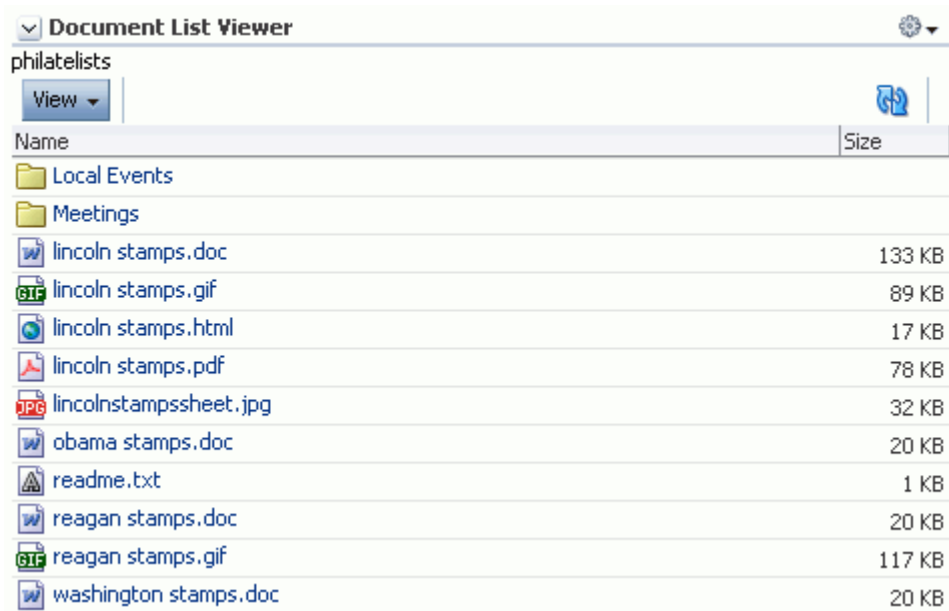 Document List Viewer
philatelists
View
Name Size
Local Events
Meetings
lincoln stamps.doc 133 KB
GIF lincoln stamps.gif 89 KB
lincoln stamps.html 17 KB
lincoln stamps.pdf 78 KB
JPG lincolnstampssheet.jpg 32 KB
obama stamps.doc 20 KB
readme.txt 1 KB
reagan stamps.doc 20 KB
GIF reagan stamps.gif 117 KB
washington stamps.doc 20 KB